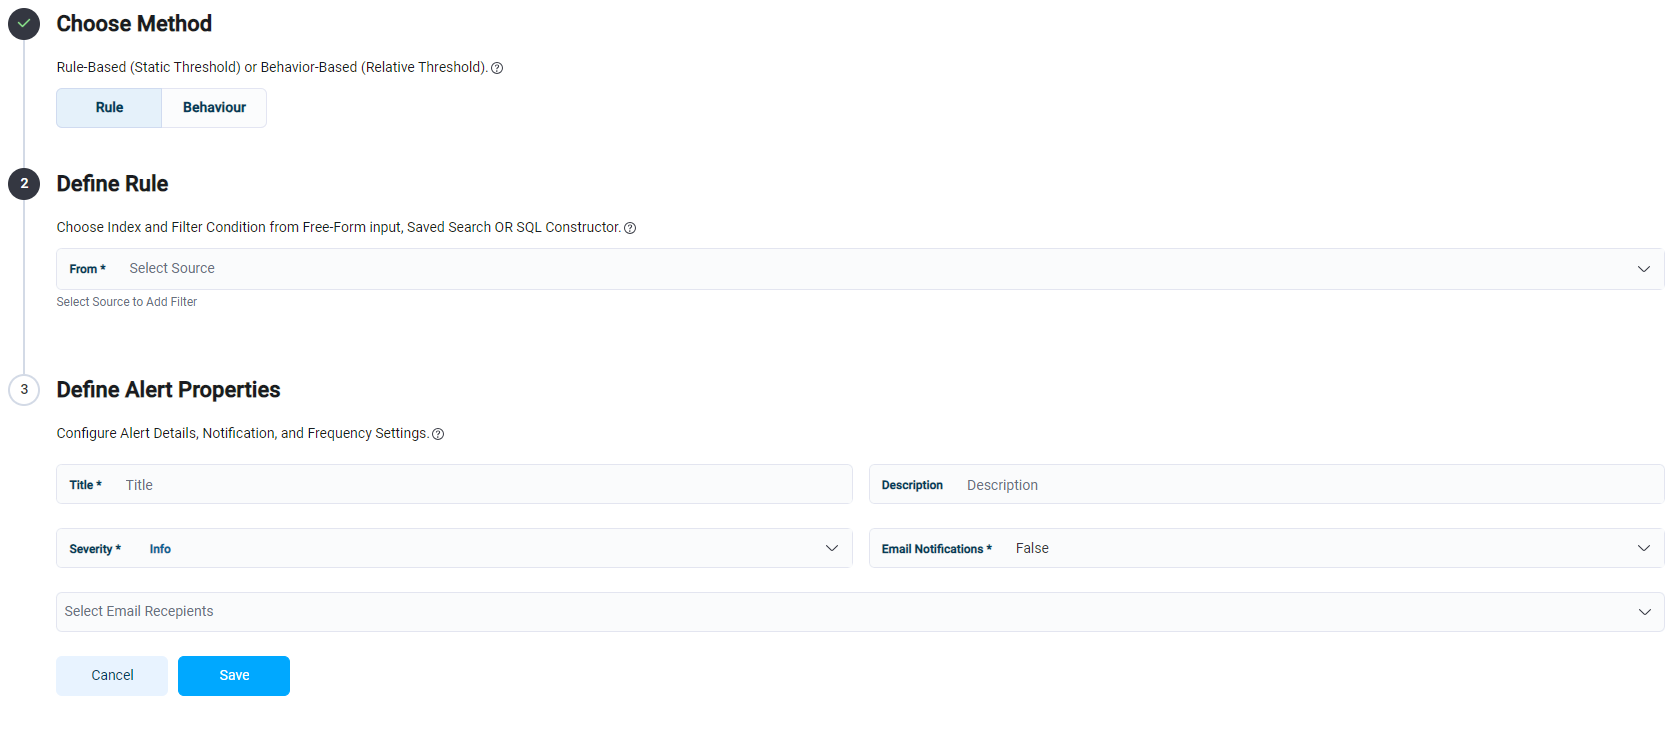 Choose Method
Rule-Based (Static Threshold) or Behavior-Based (Relative Threshold).
Rule Behaviour
2 Define Rule
Choose Index and Filter Condition from Free-Form input, Saved Search OR SQL Constructor.
From * Select Source
Select Source to Add Filter
3 Define Alert Properties
Configure Alert Details, Notification, and Frequency Settings.
Title * Title Description Description
Severity * Info Email Notifications * False
Select Email Recepients
Cancel Save